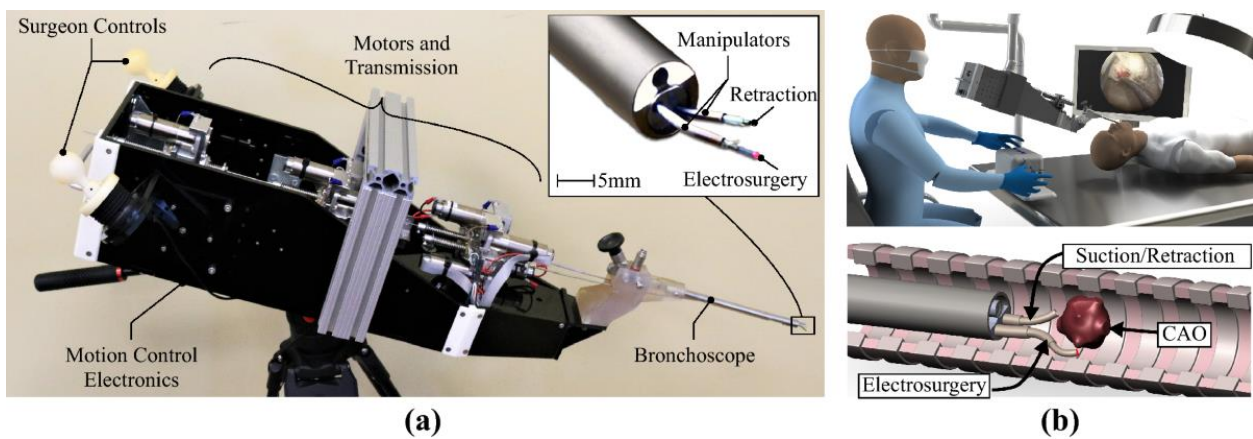 Surgeon Controls
Motors and
Transmission
Manipulators
Retraction
Electrosurgery
5mm
Motion Control
Electronics
Bronchoscope
(a)
Suction/Retraction
CAO
Electrosurgery
(b)